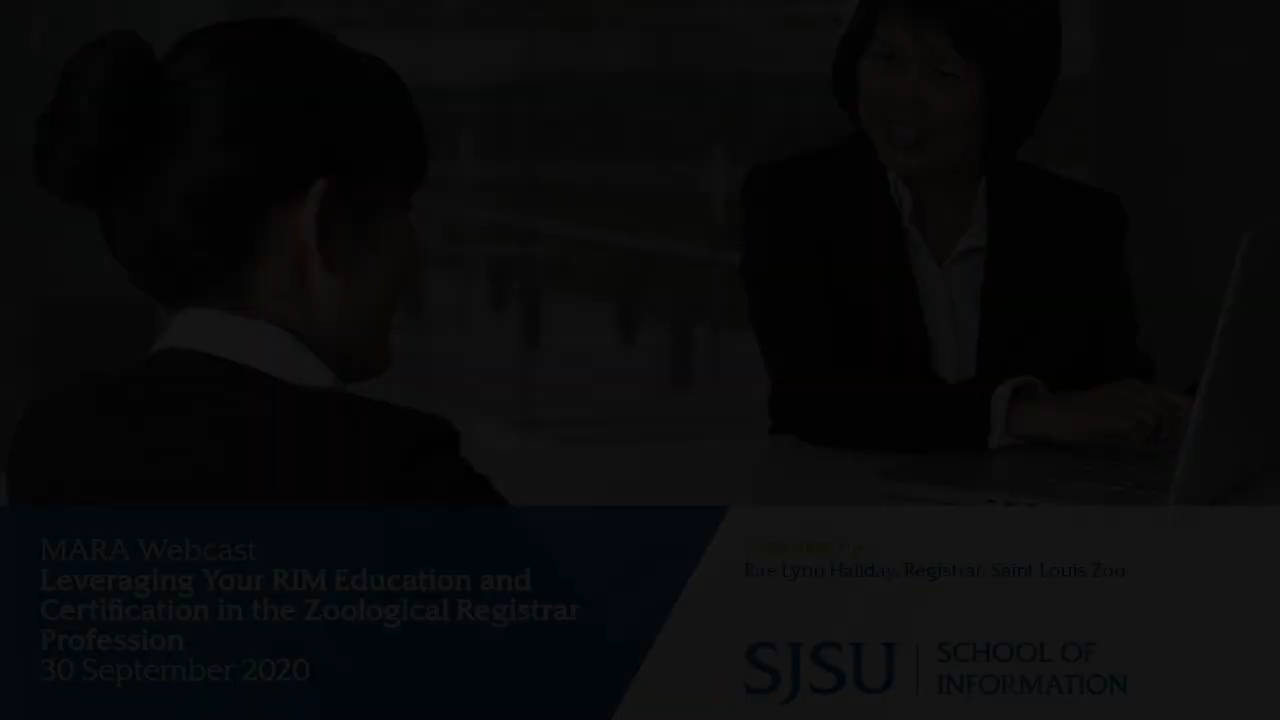 MARA Webcast
Leveraging Your RIM Education and
Certification in the Zoological Registrar
Profession
30 September 2020
Rae Lynn Haliday, Registrar, Saint Louis Zoo
SJSU
SCHOOL OF
INFORMATION